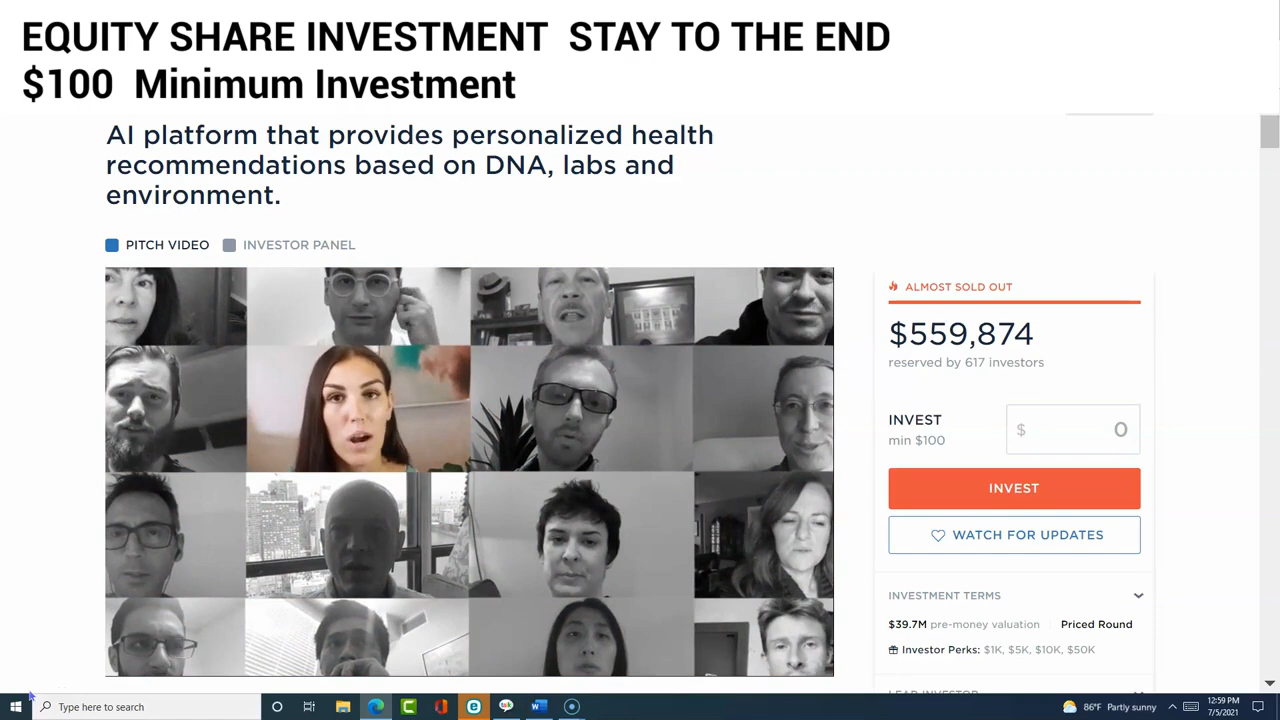 EQUITY SHARE INVESTMENT STAY TO THE END
$100 Minimum Investment
AI platform that provides personalized health
recommendations based on DNA, labs and
environment.
PITCH VIDEO INVESTOR PANEL
ALMOST SOLD OUT
$559,874
reserved by 617 investors
INVEST
min $100
$ 0
INVEST
WATCH FOR UPDATES
INVESTMENT TERMS
$39.7M pre-money valuation Priced Round
Investor Perks: $1K, $5K, $10K, $50K
LEAD INVESTOR
Type here to search
talk
86°F Partly sunny
12:59 PM
7/5/2021